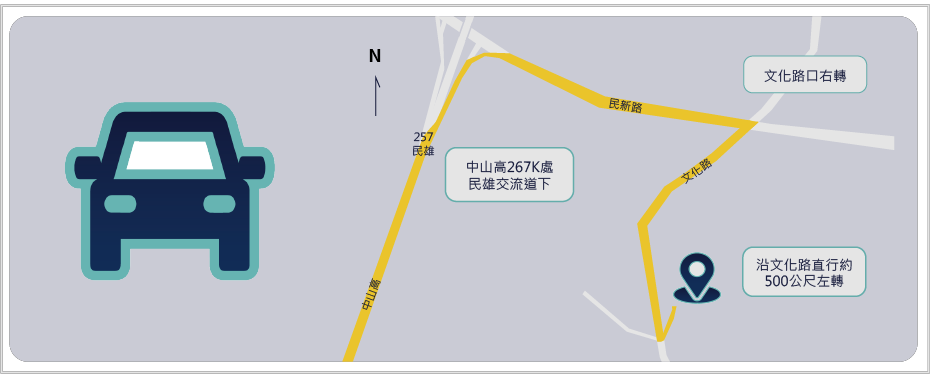 N
文化路口右轉
民新路
257
民雄
中山高267K處
民雄交流道下
文化路
沿文化路直行約
500公尺左轉
中山高